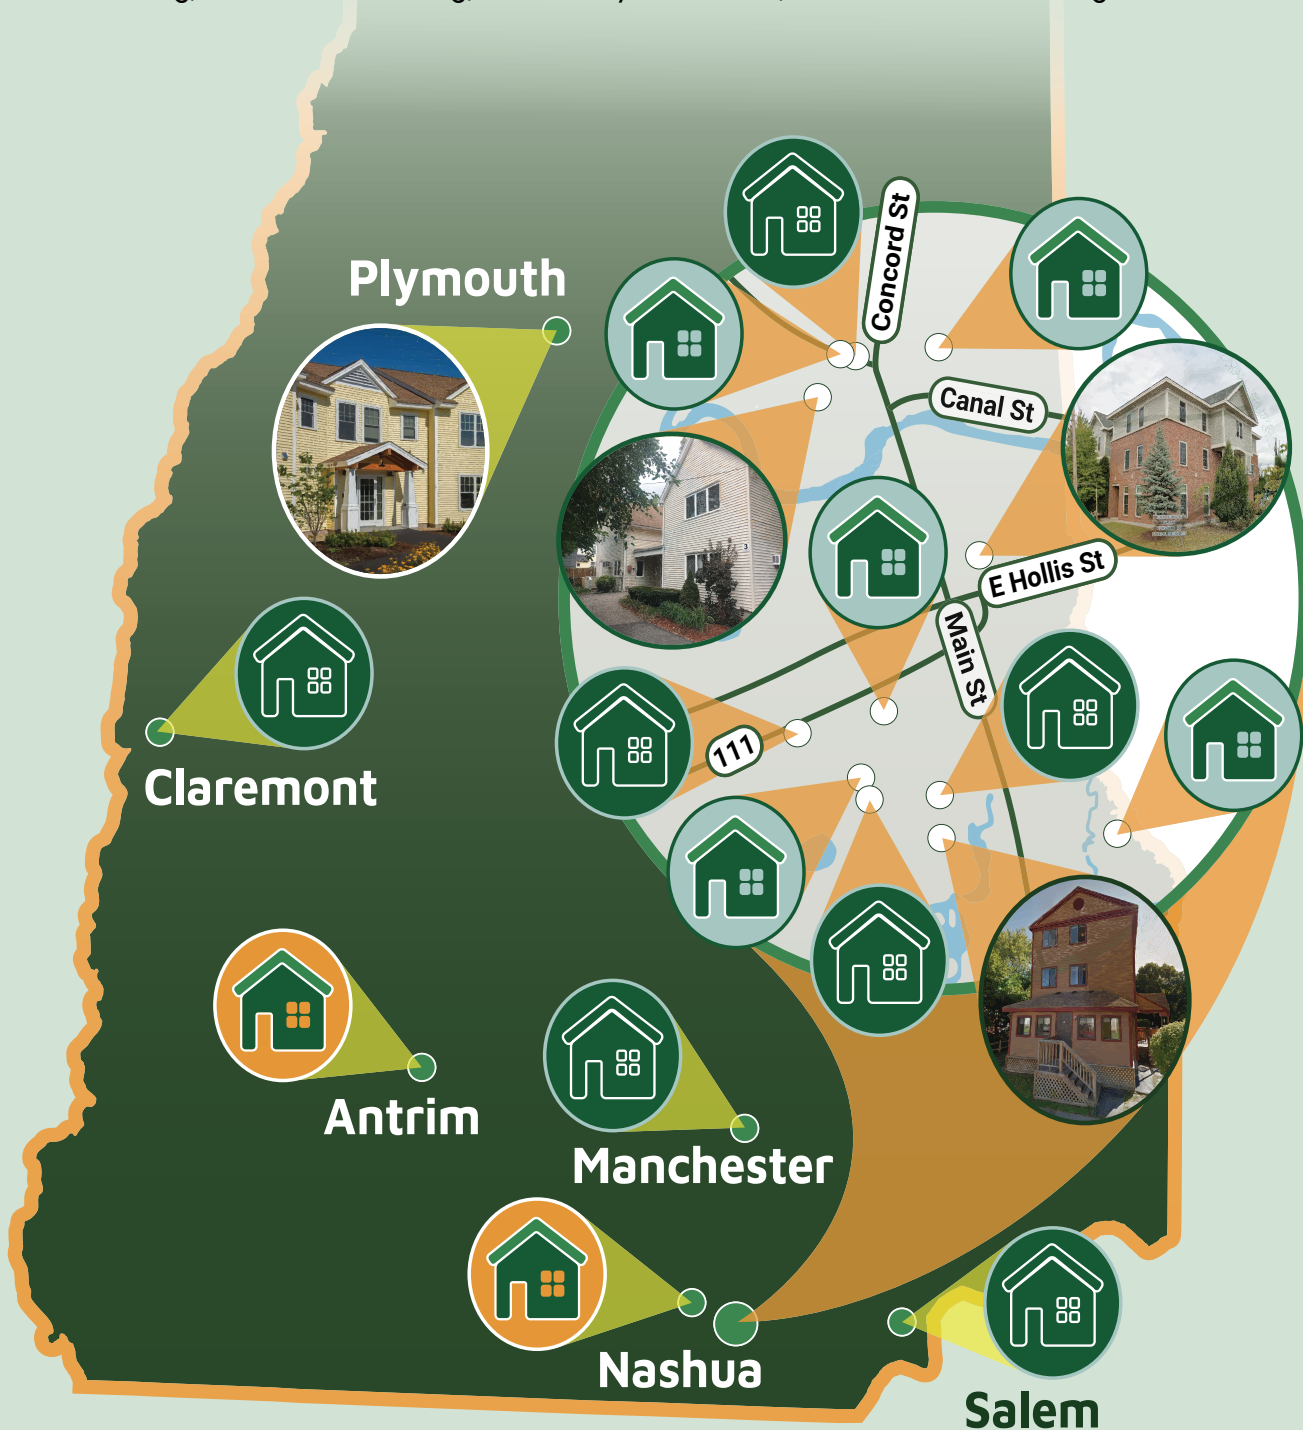 Concord St
Plymouth
Canal St
E Hollis St
Main St
111
Claremont
Antrim
Manchester
Nashua
Salem